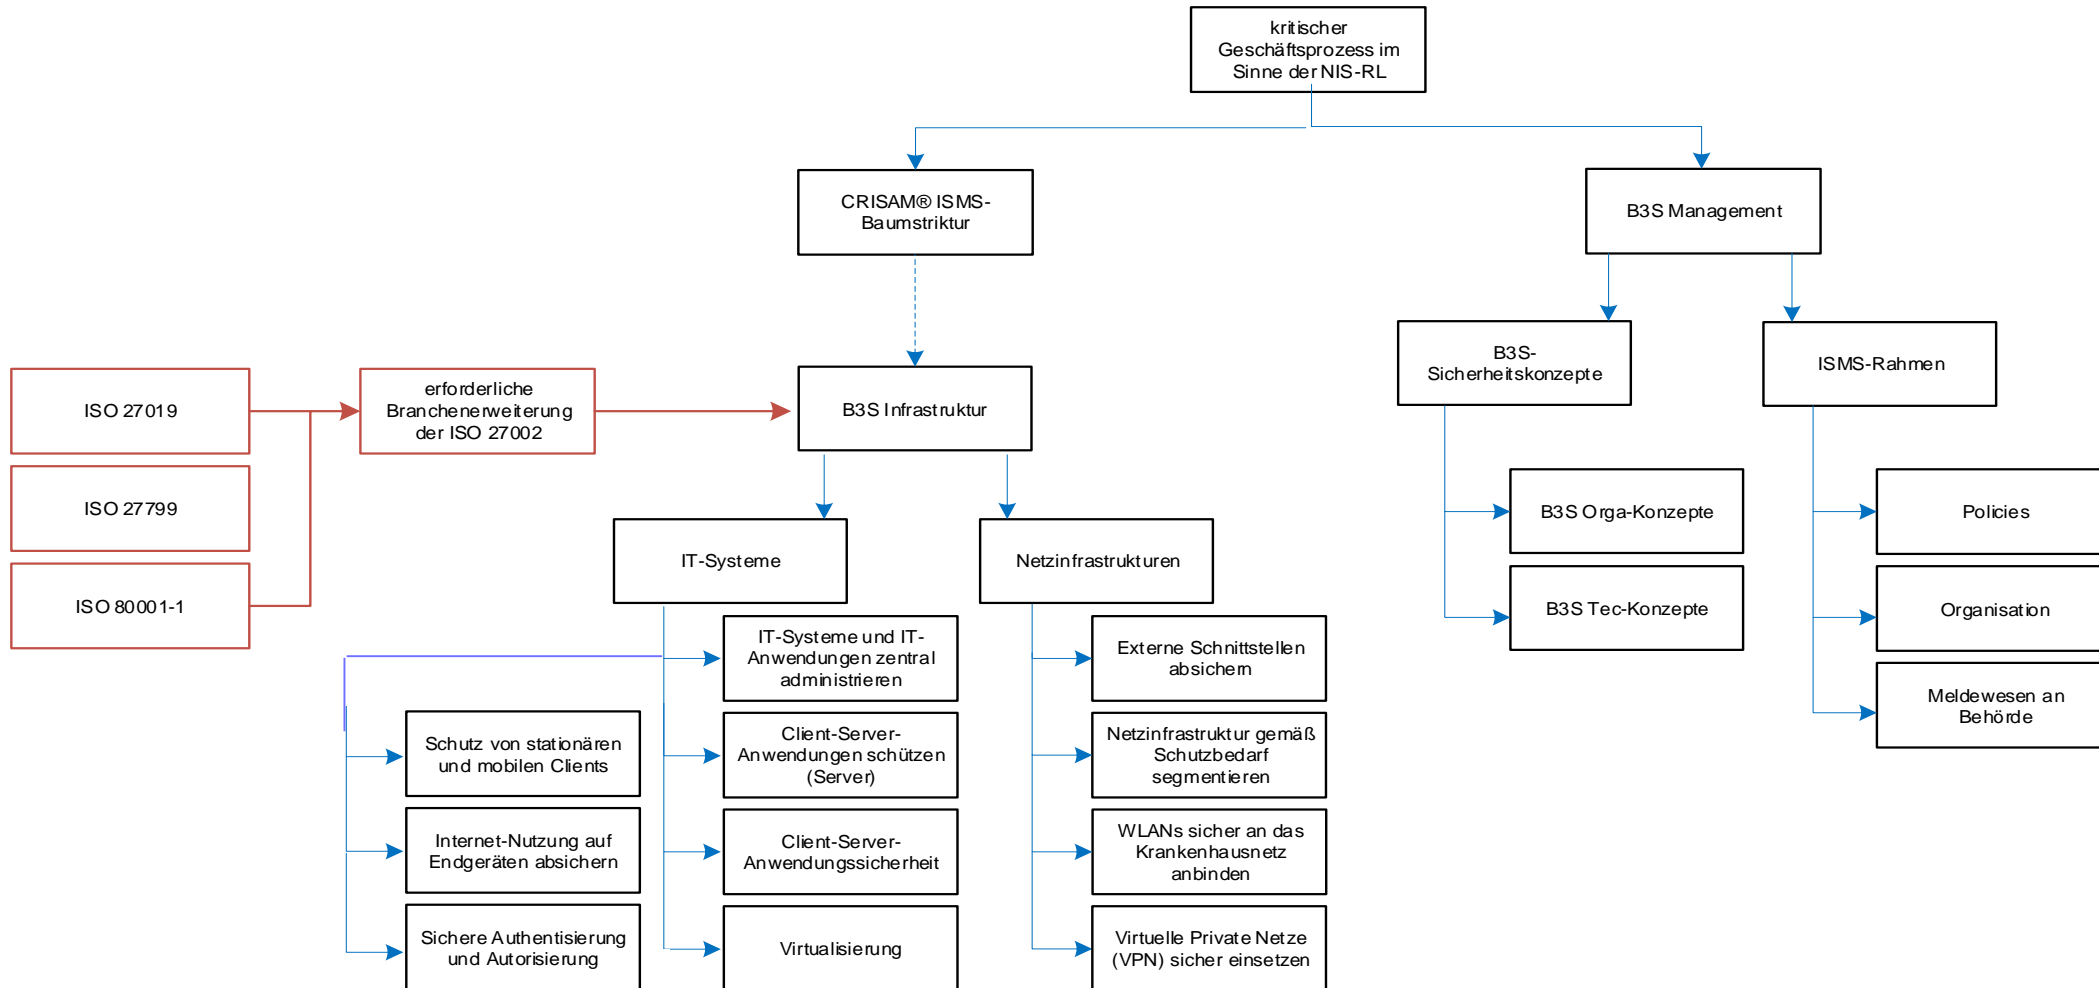 kritischer
Geschäftsprozess im
Sinne der NIS-RL
CRISAM® ISMS-
Baumstriktur
B3S Management
B3S-
Sicherheitskonzepte
ISMS-Rahmen
ISO 27019
erforderliche
Branchenerweiterung
der ISO 27002
B3S Infrastruktur
ISO 27799
B3S Orga-Konzepte
Policies
IT-Systeme
Netzinfrastrukturen
ISO 80001-1
B3S Tec-Konzepte
Organisation
IT-Systeme und IT-
Anwendungen zentral
administrieren
Externe Schnittstellen
absichern
Meldewesen an
Behörde
Schutz von stationären
und mobilen Clients
Client-Server-
Anwendungen schützen
(Server)
Netzinfrastruktur gemäß
Schutzbedarf
segmentieren
Internet-Nutzung auf
Endgeräten absichern
Client-Server-
Anwendungssicherheit
WLANs sicher an das
Krankenhausnetz
anbinden
Sichere Authentisierung
und Autorisierung
Virtualisierung
Virtuelle Private Netze
(VPN) sicher einsetzen